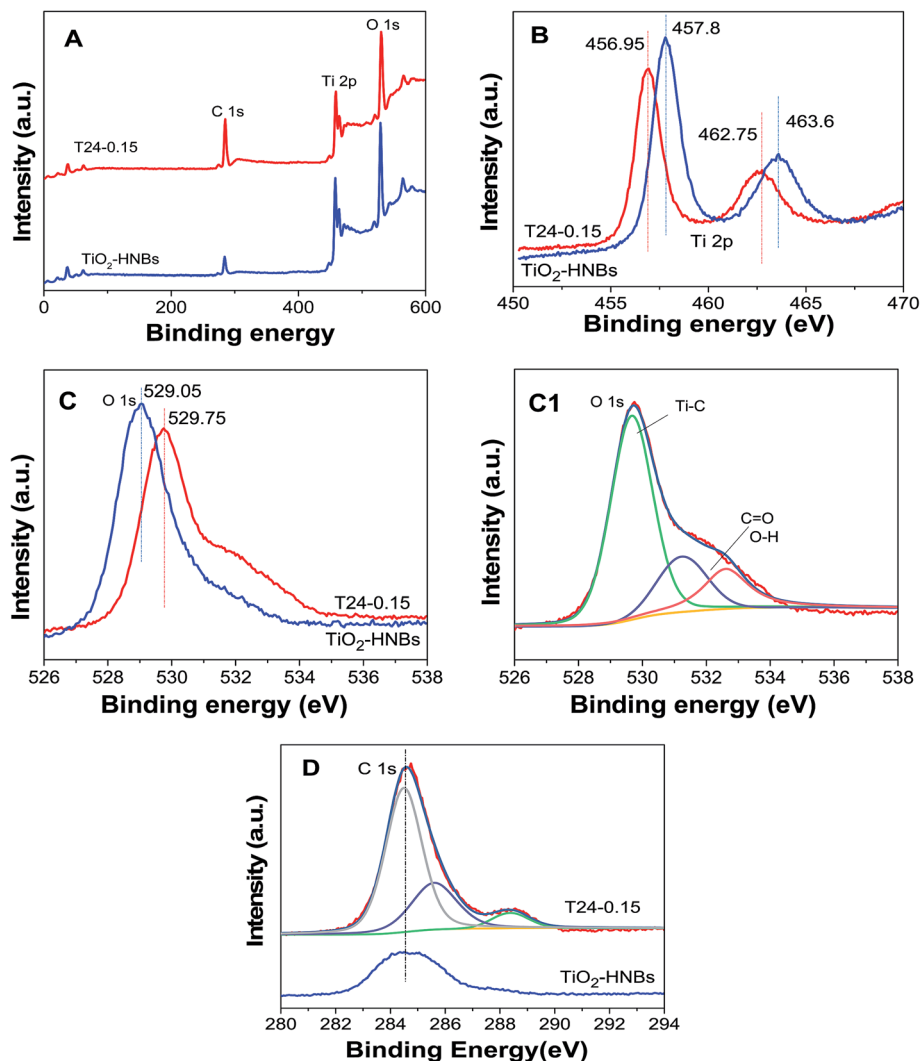 A
O 1s
Ti 2p
C 1s
T24-0.15
TiO2-HNBs
Intensity (a.u.)
0 200 400 600
Binding energy
B
456.95
457.8
462.75
463.6
T24-0.15
TiO2-HNBs
Ti 2p
Intensity (a.u.)
450 455 460 465 470
Binding energy (eV)
C
O 1s
529.05
529.75
T24-0.15
TiO2-HNBs
Intensity (a.u.)
526 528 530 532 534 536 538
Binding energy (eV)
C1
O 1s
Ti-C
C=O
O-H
Intensity (a.u.)
526 528 530 532 534 536 538
Binding energy (eV)
D
C 1s
T24-0.15
TiO2-HNBs
Intensity (a.u.)
280 282 284 286 288 290 292 294
Binding Energy(eV)